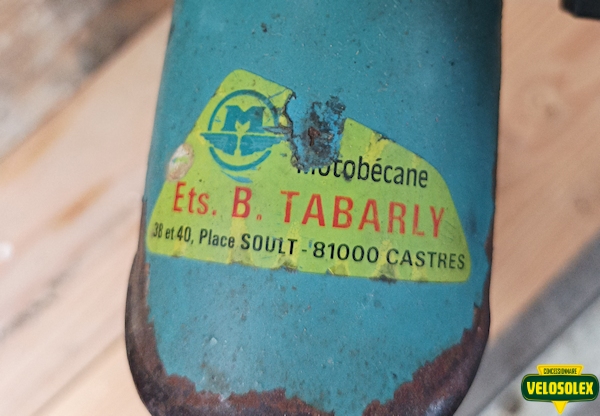 M
Motobécane
Ets. B. TABARLY
38 et 40, Place SOULT - 81000 CASTRES
CONCESSIONNAIRE
VELOSOLEX